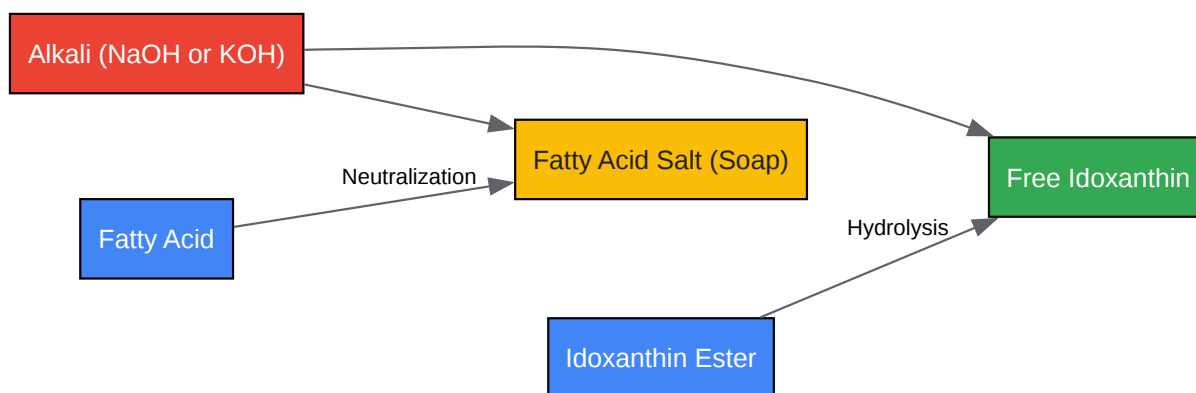 Alkali (NaOH or KOH)
Fatty Acid Salt (Soap)
Neutralization
Free Idoxanthin
Fatty Acid
Hydrolysis
Idoxanthin Ester